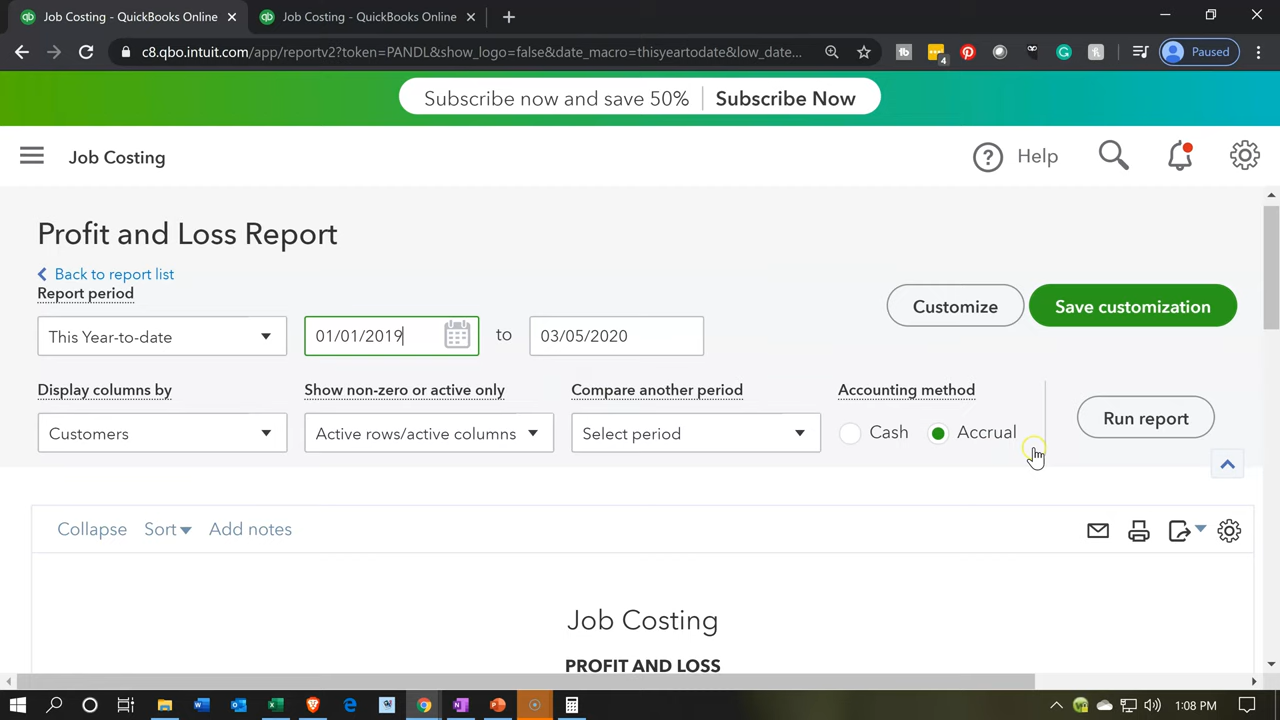 Job Costing - QuickBooks Online
Job Costing - QuickBooks Online
c8.qbo.intuit.com/app/reportv2?token=PANDL&show_logo=false&date_macro=thisyeartodate&low_date...
4
Paused
Subscribe now and save 50% Subscribe Now
Job Costing
Help
Profit and Loss Report
Back to report list
Report period
This Year-to-date
01/01/2019 to 03/05/2020
Customize
Save customization
Display columns by
Show non-zero or active only
Compare another period
Accounting method
Customers
Active rows/active columns
Select period
Cash
Accrual
Run report
Collapse Sort Add notes
Job Costing
PROFIT AND LOSS
1:08 PM